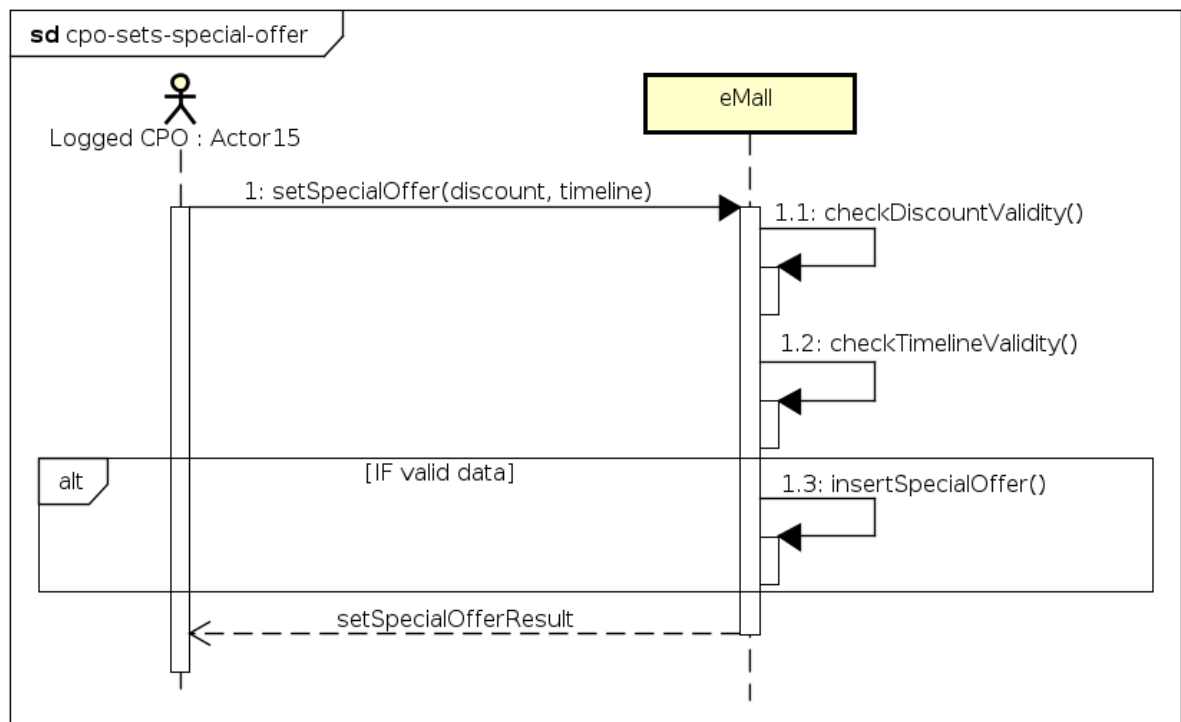 sd cpo-sets-special-offer
eMall
Logged CPO : Actor15
1: setSpecialOffer(discount, timeline)
1.1: checkDiscountValidity()
1.2: checkTimelineValidity()
alt
[IF valid data]
1.3: insertSpecialOffer()
setSpecialOfferResult